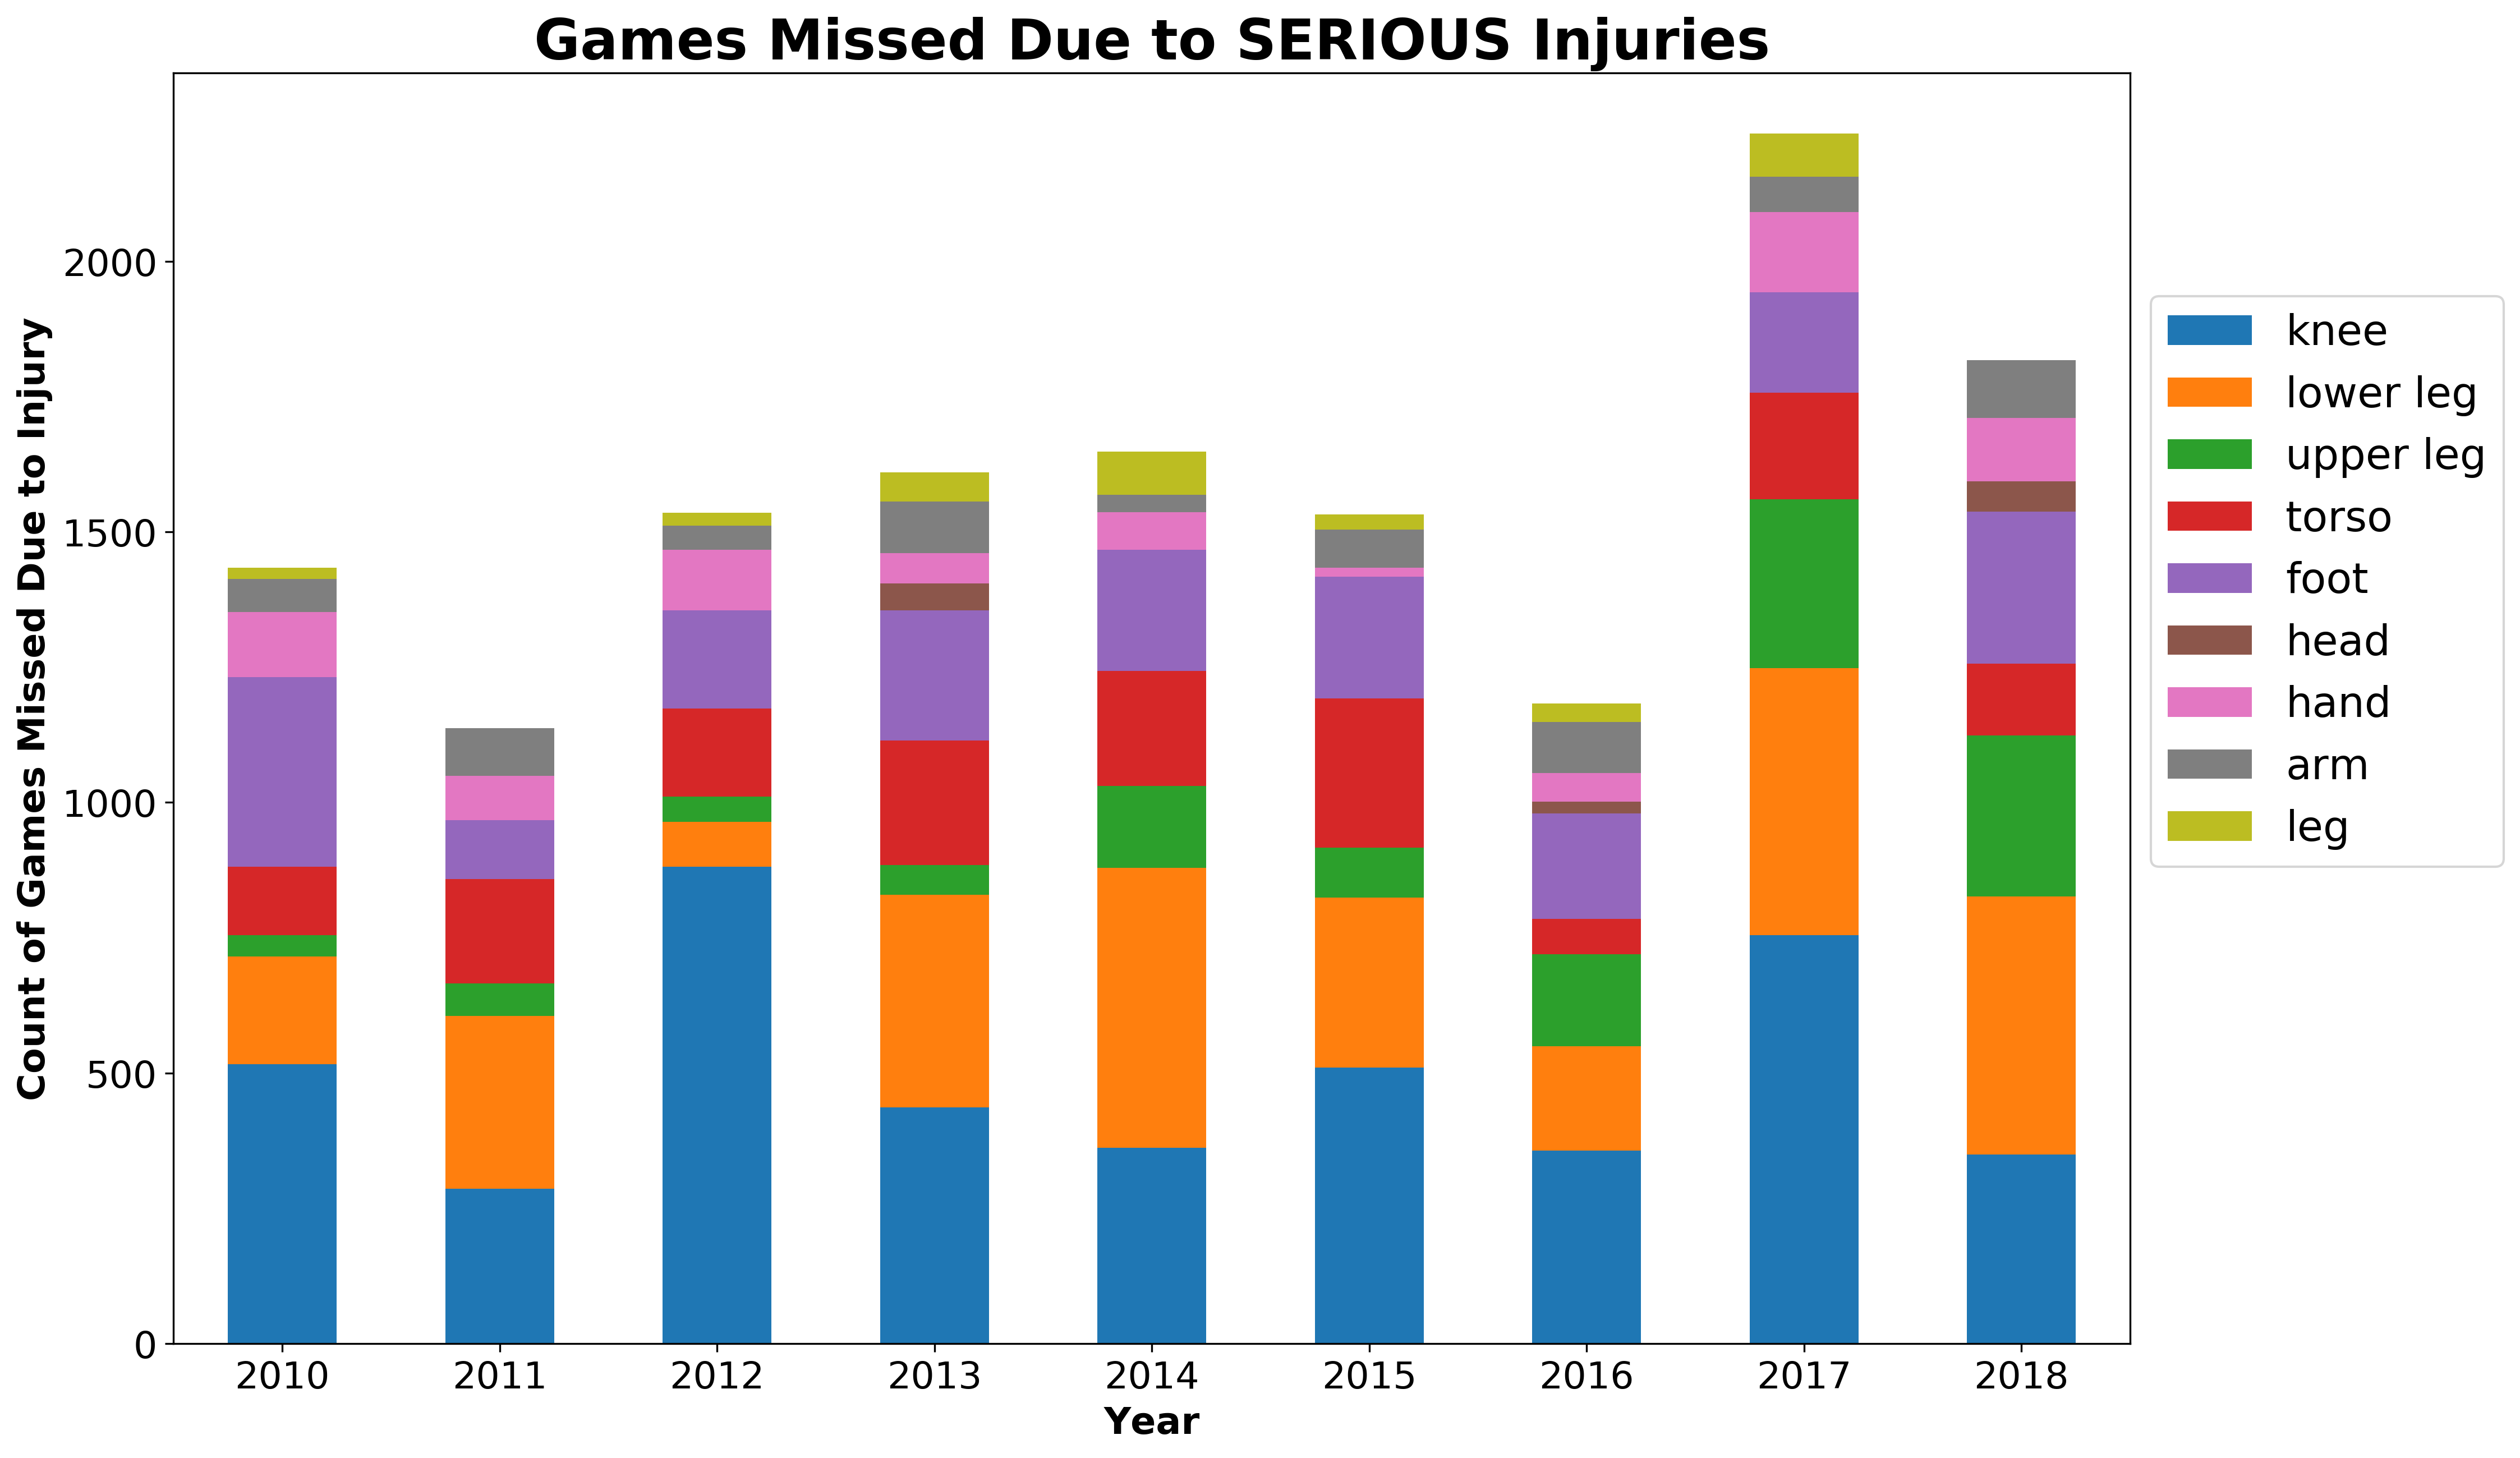 Games Missed Due to SERIOUS Injuries
Count of Games Missed Due to Injury
2000
1500
1000
500
0
2010 2011 2012 2013 2014 2015 2016 2017 2018
Year
knee
lower leg
upper leg
torso
foot
head
hand
arm
leg